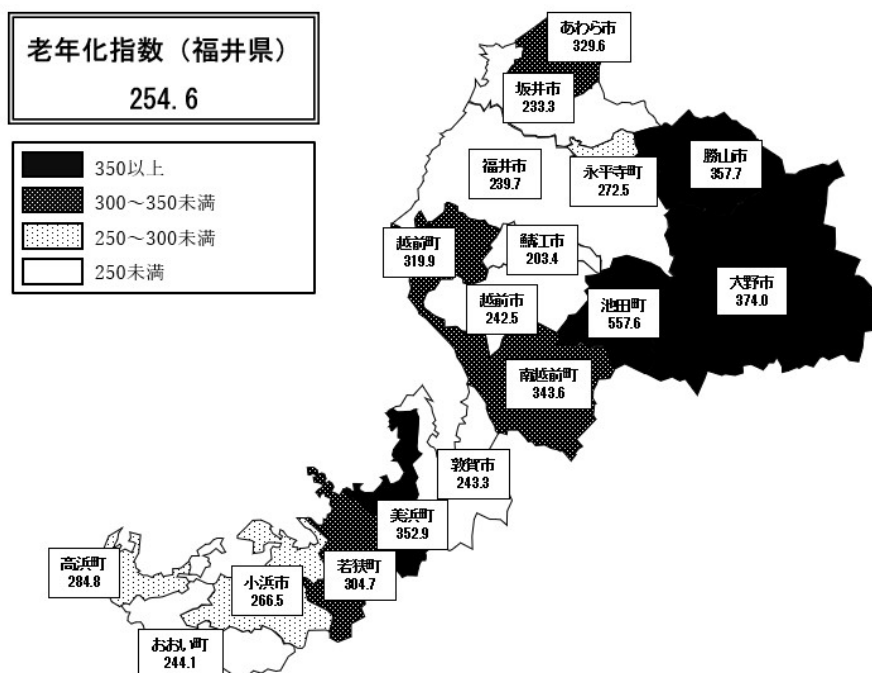 老年化指数（福井県）
254.6
350以上
300～350未満
250～300未満
250未満
あわら市
329.6
坂井市
233.3
福井市
239.7
永平寺町
272.5
勝山市
357.7
越前町
319.9
鯖江市
203.4
越前市
242.5
池田町
557.6
大野市
374.0
南越前町
343.6
敦賀市
243.3
美浜町
352.9
若狭町
304.7
高浜町
284.8
小浜市
266.5
おおい町
244.1